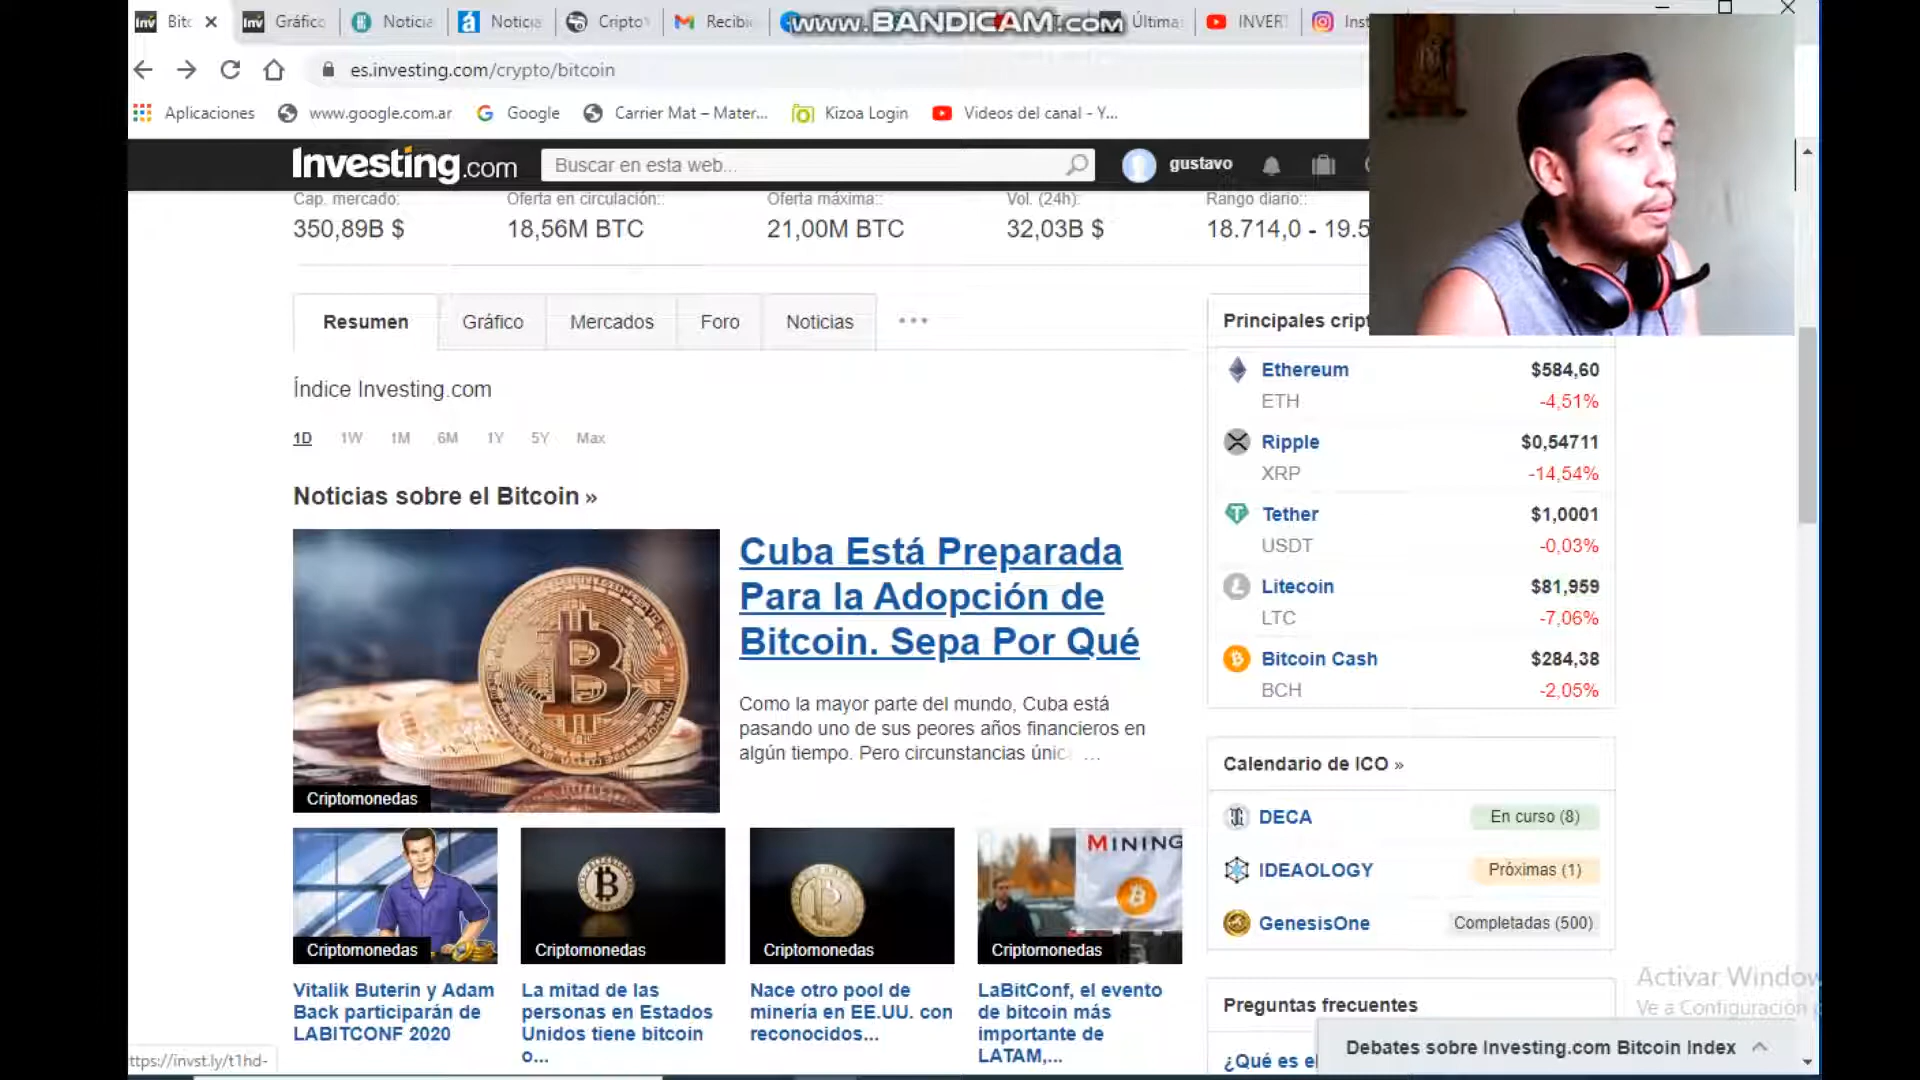 Bitc
Gráfico
Noticia
Noticia
Cripto
Recibi
www.BANDICAM.com
Última
INVER
Inst
es.investing.com/crypto/bitcoin
Aplicaciones
www.google.com.ar
Google
Carrier Mat – Mater...
Kizoa Login
Videos del canal - Y...
Investing.com
Buscar en esta web...
gustavo
Cap. mercado:
Oferta en circulación::
Oferta máxima::
Vol. (24h):
Rango diario::
350,89B $
18,56M BTC
21,00M BTC
32,03B $
18.714,0 - 19.5
Resumen
Gráfico
Mercados
Foro
Noticias
Índice Investing.com
1D 1W 1M 6M 1Y 5Y Max
Noticias sobre el Bitcoin »
Criptomonedas
Cuba Está Preparada
Para la Adopción de
Bitcoin. Sepa Por Qué
Como la mayor parte del mundo, Cuba está
pasando uno de sus peores años financieros en
algún tiempo. Pero circunstancias únic ...
Criptomonedas
Vitalik Buterin y Adam
Back participarán de
LABITCONF 2020
Criptomonedas
La mitad de las
personas en Estados
Unidos tiene bitcoin
o...
Criptomonedas
Nace otro pool de
minería en EE.UU. con
reconocidos...
MINING
Criptomonedas
LaBitConf, el evento
de bitcoin más
importante de
LATAM,...
Principales cript
Ethereum $584,60
ETH -4,51%
Ripple $0,54711
XRP -14,54%
Tether $1,0001
USDT -0,03%
Litecoin $81,959
LTC -7,06%
Bitcoin Cash $284,38
BCH -2,05%
Calendario de ICO »
DECA En curso (8)
IDEAOLOGY Próximas (1)
GenesisOne Completadas (500)
Preguntas frecuentes
¿Qué es el
Activar Window
Ve a Configuración
Debates sobre Investing.com Bitcoin Index
ttps://invst.ly/t1hd-